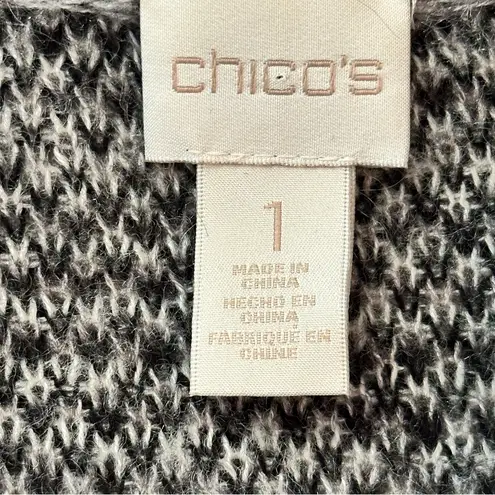 chico's
1
MADE IN
CHINA
HECHO EN
CHINA
FABRIQUÉ EN
CHINE